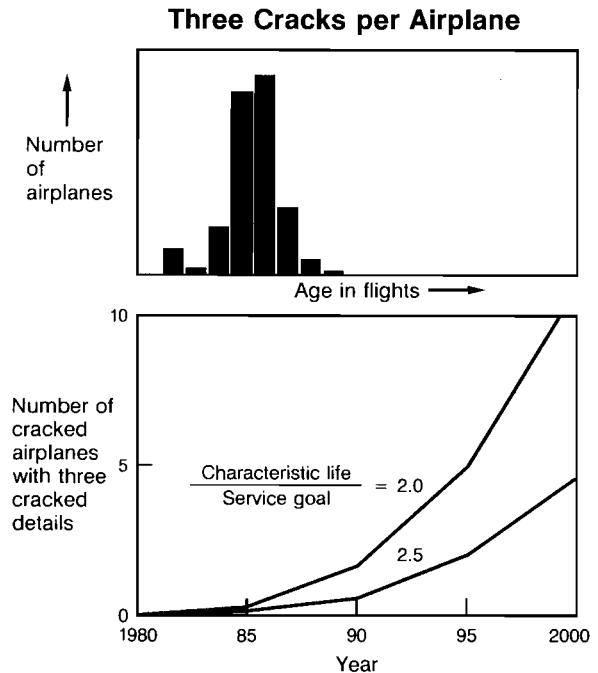 Three Cracks per Airplane
Number
of
airplanes
Age in flights
10
Number of
cracked
airplanes
with three
cracked
details
5
Characteristic life
Service goal
= 2.0
2.5
0
1980
85
90
95
2000
Year